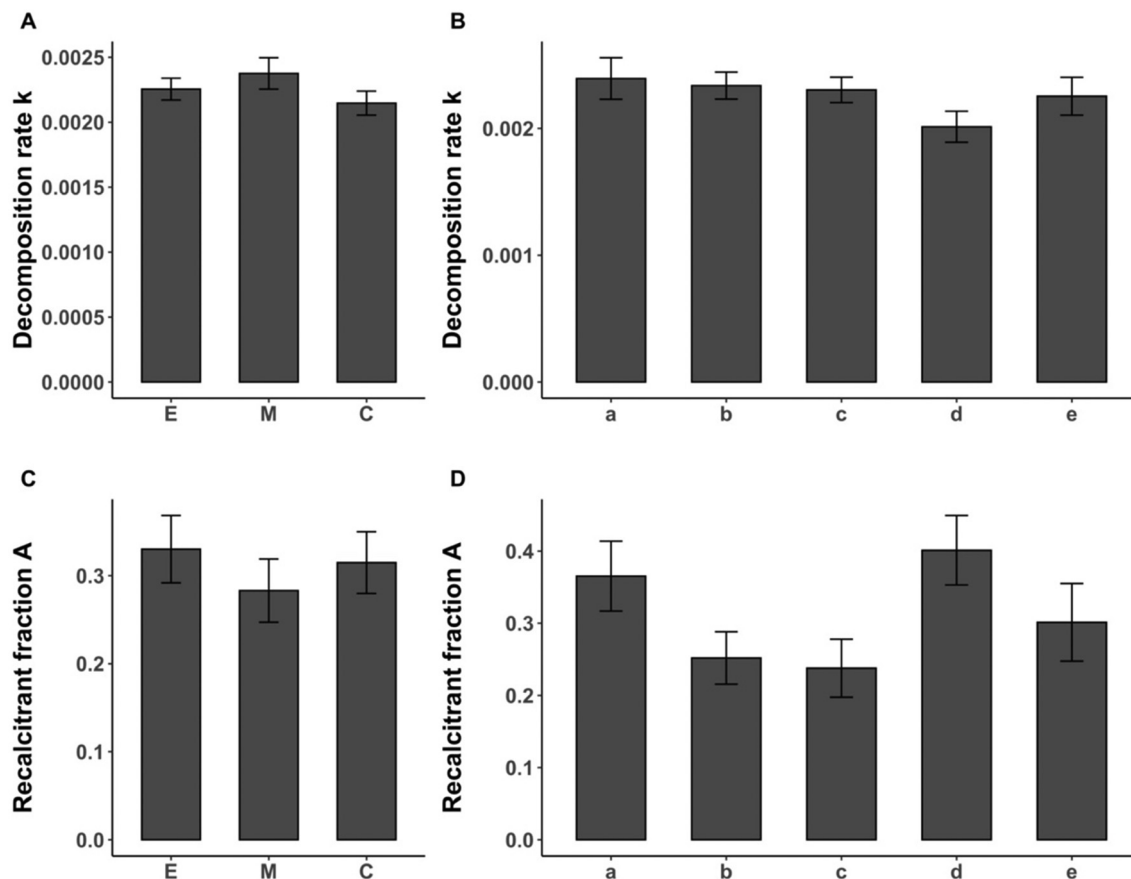 A
Decomposition rate k
0.0025
0.0020
0.0015
0.0010
0.0005
0.0000
E M C
B
Decomposition rate k
0.002
0.001
0.000
a b c d e
C
Recalcitrant fraction A
0.3
0.2
0.1
0.0
E M C
D
Recalcitrant fraction A
0.4
0.3
0.2
0.1
0.0
a b c d e